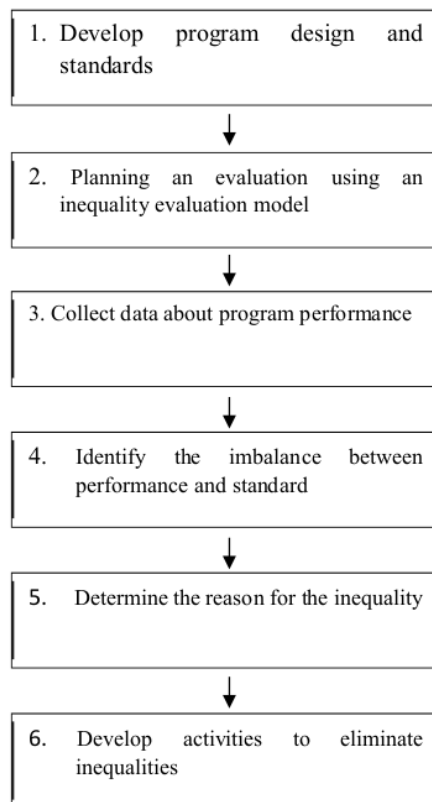 1. Develop program design and
standards
2. Planning an evaluation using an
inequality evaluation model
3. Collect data about program performance
4. Identify the imbalance between
performance and standard
5. Determine the reason for the inequality
6. Develop activities to eliminate
inequalities